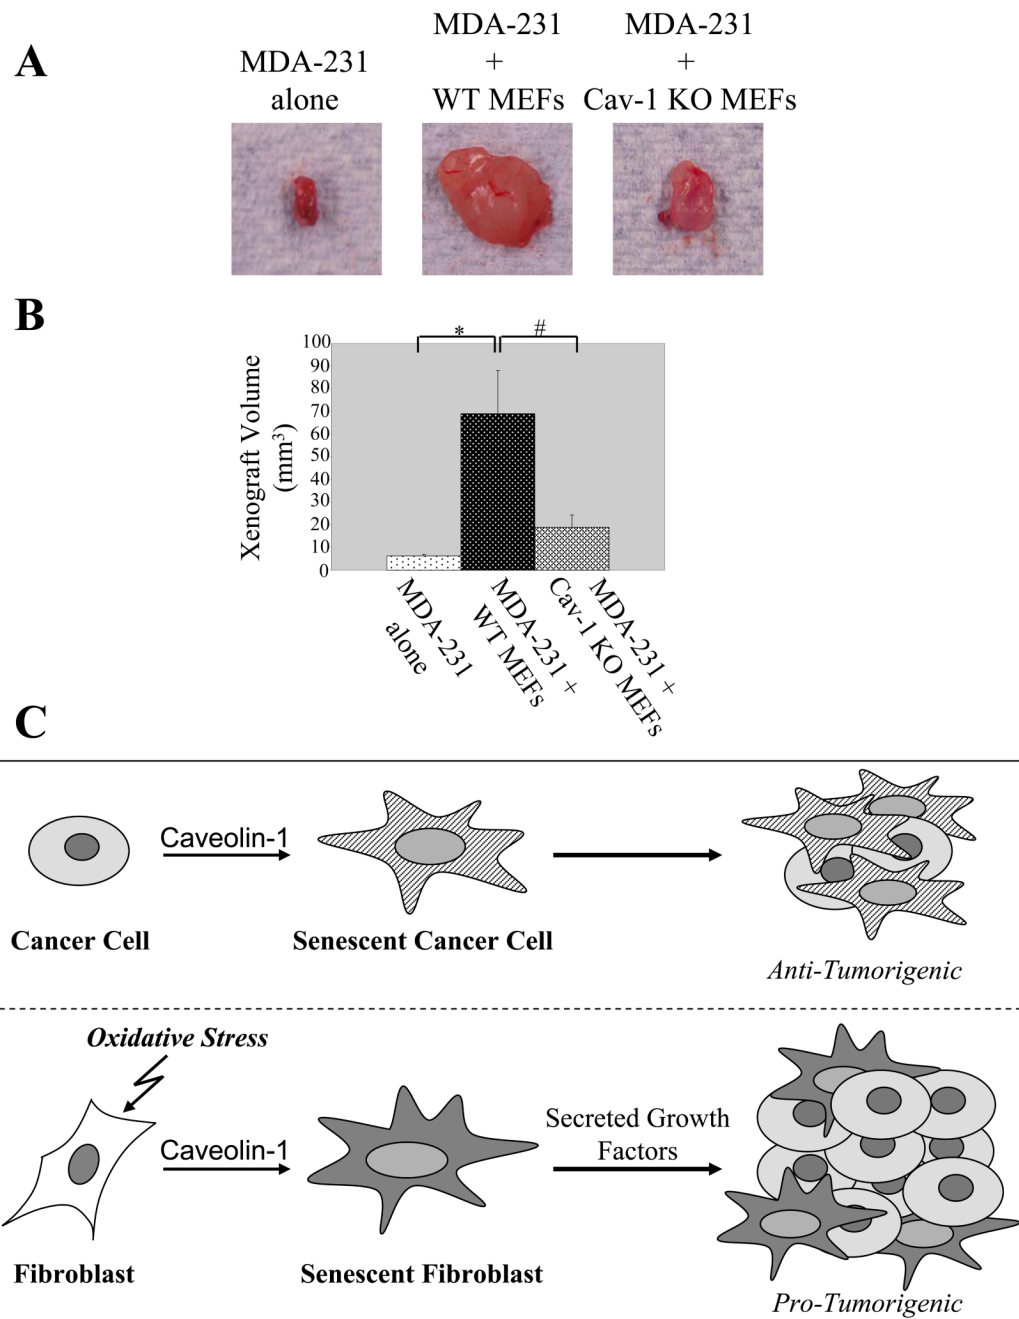 A
MDA-231
alone
MDA-231
+
WT MEFs
MDA-231
+
Cav-1 KO MEFs
B
Xenograft Volume
(mm³)
100
90
80
70
60
50
40
30
20
10
0
*
#
MDA-231
alone
MDA-231 +
WT MEFs
MDA-231 +
Cav-1 KO MEFs
C
Caveolin-1
Cancer Cell
Senescent Cancer Cell
Anti-Tumorigenic
Oxidative Stress
Caveolin-1
Secreted Growth
Factors
Fibroblast
Senescent Fibroblast
Pro-Tumorigenic